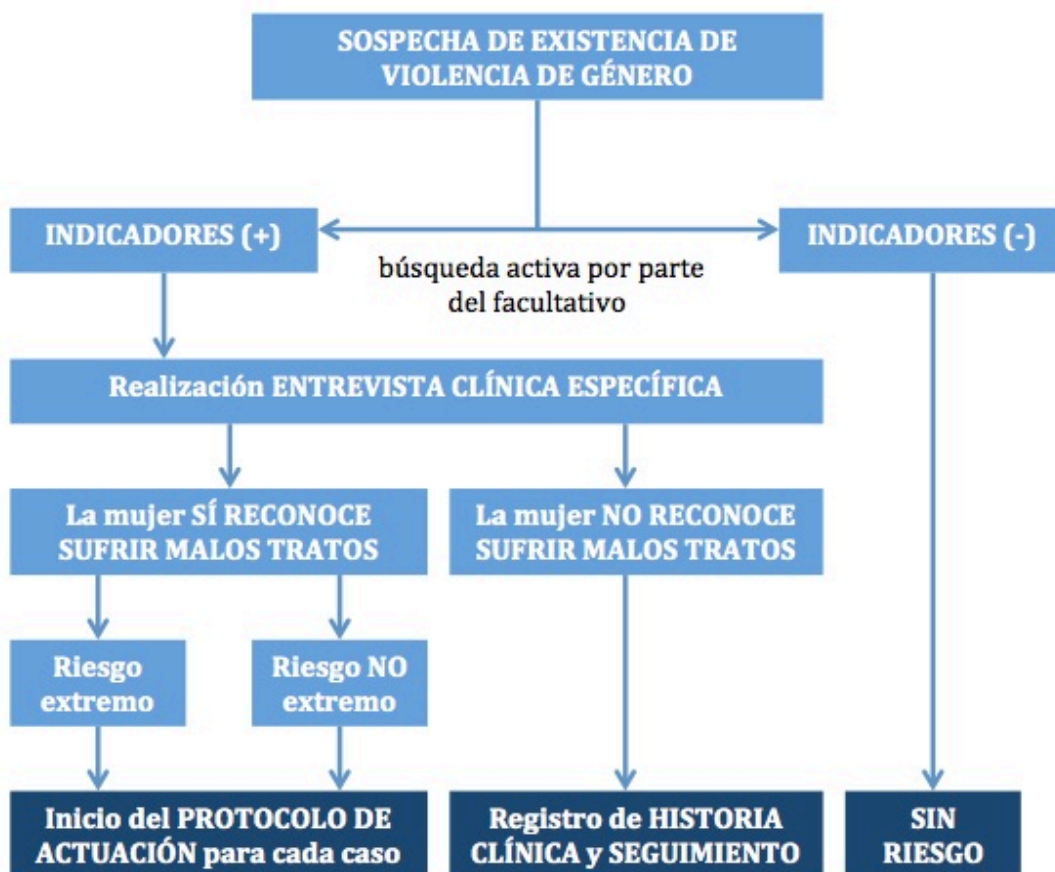 SOSPECHA DE EXISTENCIA DE
VIOLENCIA DE GÉNERO
INDICADORES (+)
INDICADORES (-)
búsqueda activa por parte
del facultativo
Realización ENTREVISTA CLÍNICA ESPECÍFICA
La mujer SÍ RECONOCE
SUFRIR MALOS TRATOS
La mujer NO RECONOCE
SUFRIR MALOS TRATOS
Riesgo
extremo
Riesgo NO
extremo
Inicio del PROTOCOLO DE
ACTUACIÓN para cada caso
Registro de HISTORIA
CLÍNICA y SEGUIMIENTO
SIN
RIESGO